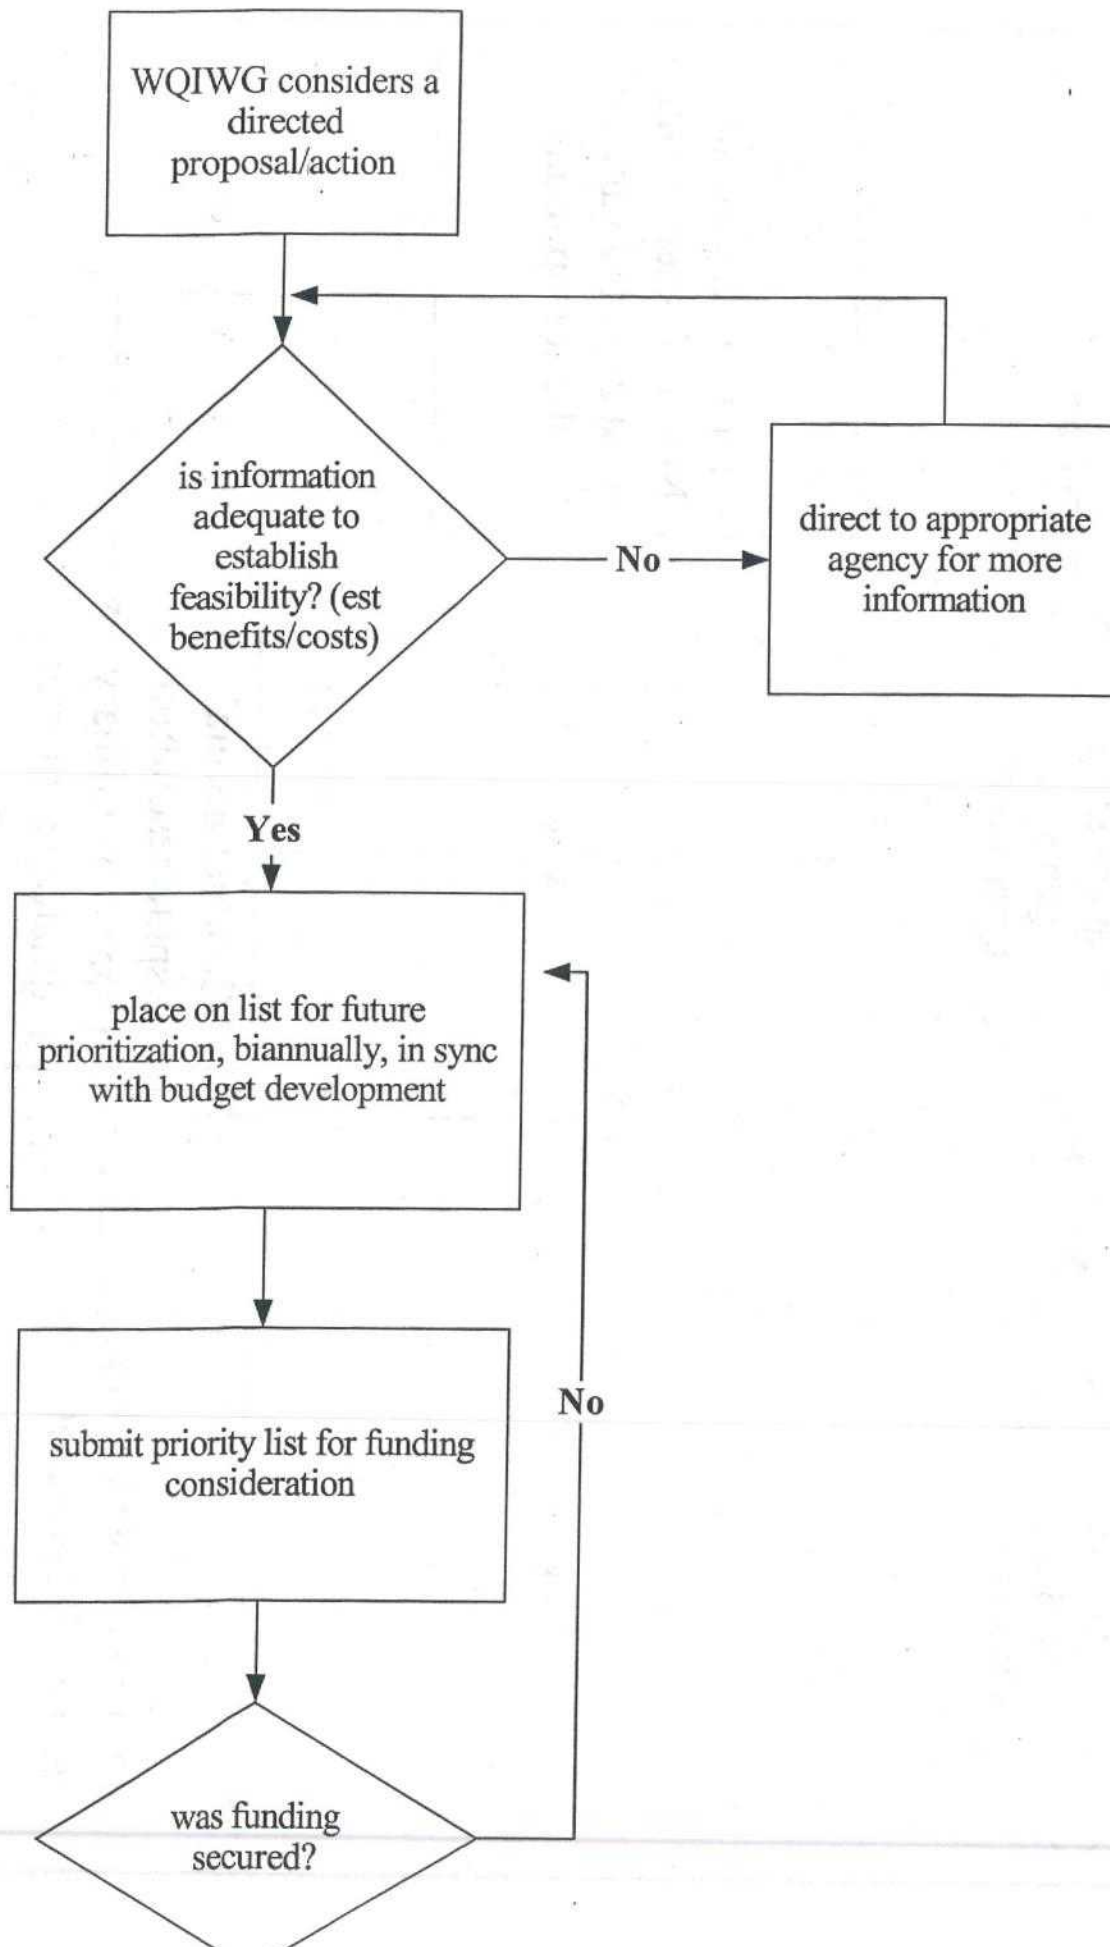 WQIWG considers a
directed
proposal/action
is information
adequate to
establish
feasibility? (est
benefits/costs)
No
direct to appropriate
agency for more
information
Yes
place on list for future
prioritization, biannually, in sync
with budget development
submit priority list for funding
consideration
No
was funding
secured?